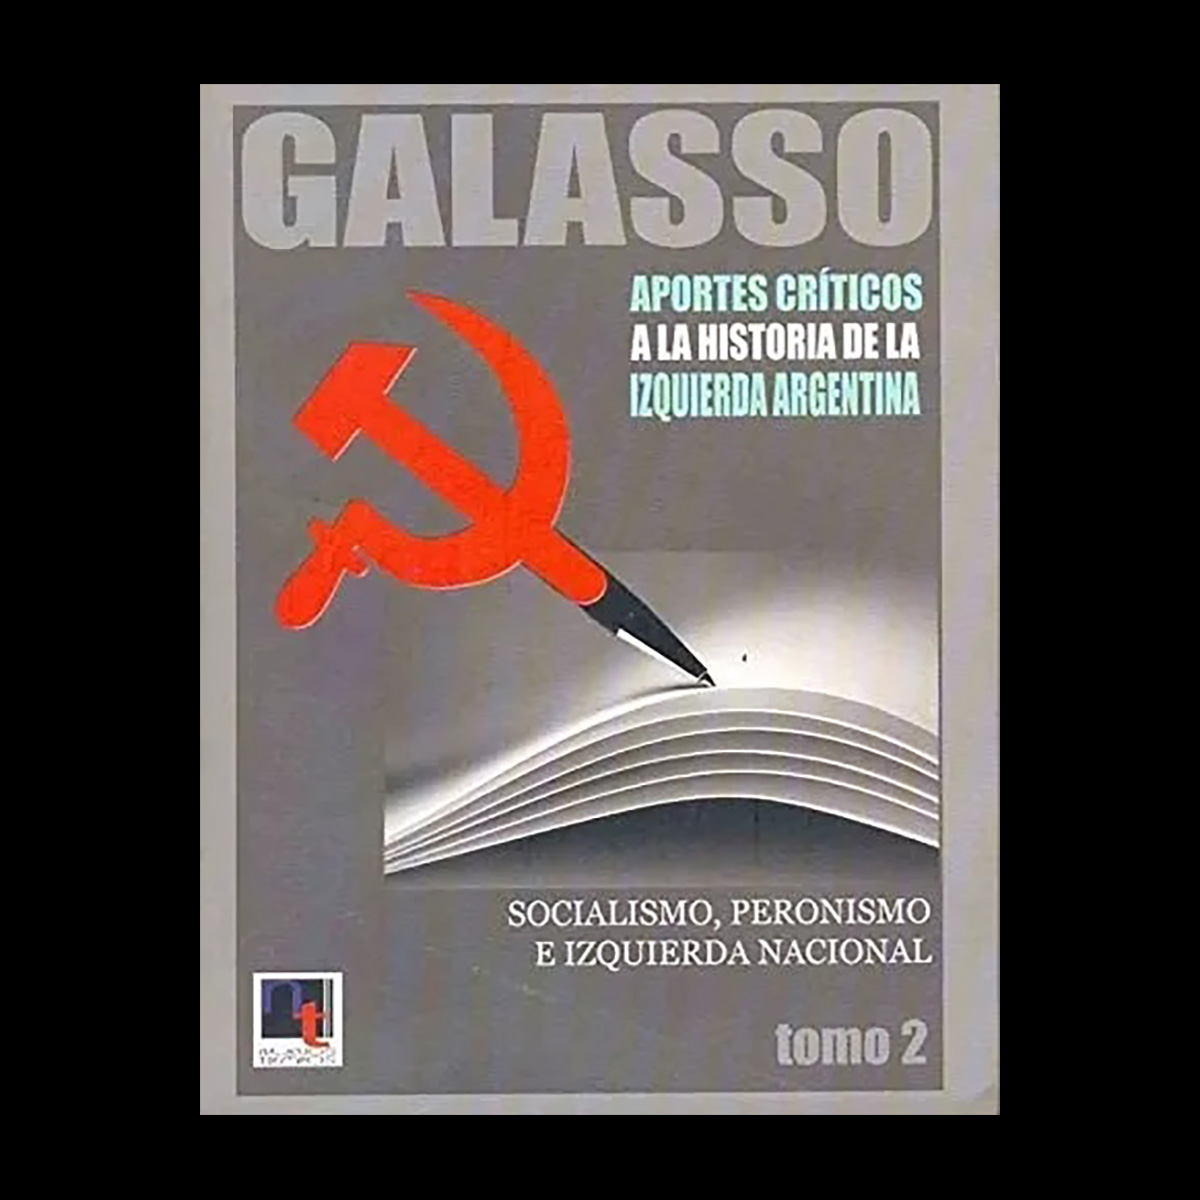 GALASSO
APORTES CRÍTICOS
A LA HISTORIA DE LA
IZQUIERDA ARGENTINA
SOCIALISMO, PERONISMO
E IZQUIERDA NACIONAL
tomo 2
nt